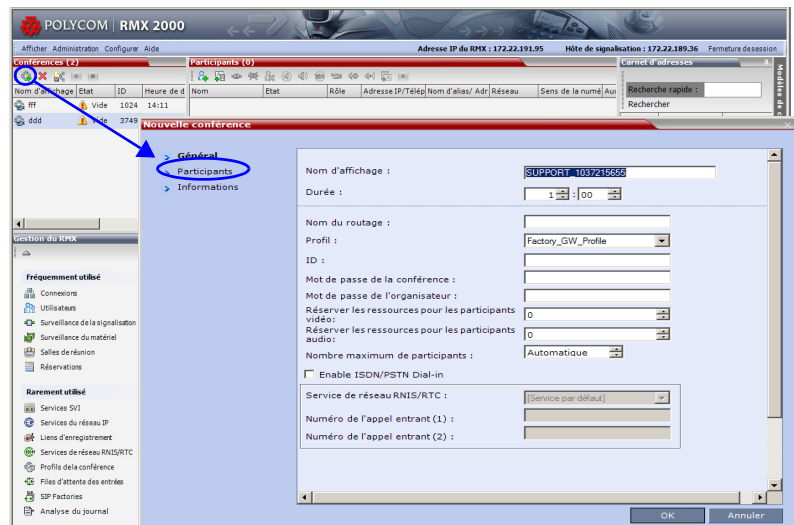 POLYCOM | RMX 2000
Afficher Administration Configurer Aide
Adresse IP du RMX : 172.22.191.95 Hôte de signalisation : 172.22.189.36 Fermeture de session
Conférences (2)
Participants (0)
Carnet d'adresses
Nom d'affichage Etat ID Heure de d
Nom Etat Rôle Adresse IP/Télép Nom d'alias/ Adr Réseau Sens de la numé Aud
Recherche rapide :
Rechercher
Modèles de c
fff Vide 1024 14:11
ddd Vide 3749
Nouvelle conférence
Général
Participants
Informations
Nom d'affichage : SUPPORT_1037215655
Durée : 1 : 00
Nom du routage :
Profil : Factory_GW_Profile
ID :
Mot de passe de la conférence :
Mot de passe de l'organisateur :
Réserver les ressources pour les participants
vidéo: 0
Réserver les ressources pour les participants
audio: 0
Nombre maximum de participants : Automatique
Enable ISDN/PSTN Dial-in
Service de réseau RNIS/RTC : [Service par défaut]
Numéro de l'appel entrant (1) :
Numéro de l'appel entrant (2) :
OK Annuler
Gestion du RMX
Fréquemment utilisé
Connexions
Utilisateurs
Surveillance de la signalisation
Surveillance du matériel
Salles de réunion
Réservations
Rarement utilisé
Services SVI
Services du réseau IP
Liens d'enregistrement
Services de réseau RNIS/RTC
Profils de la conférence
Files d'attente des entrées
SIP Factories
Analyse du journal